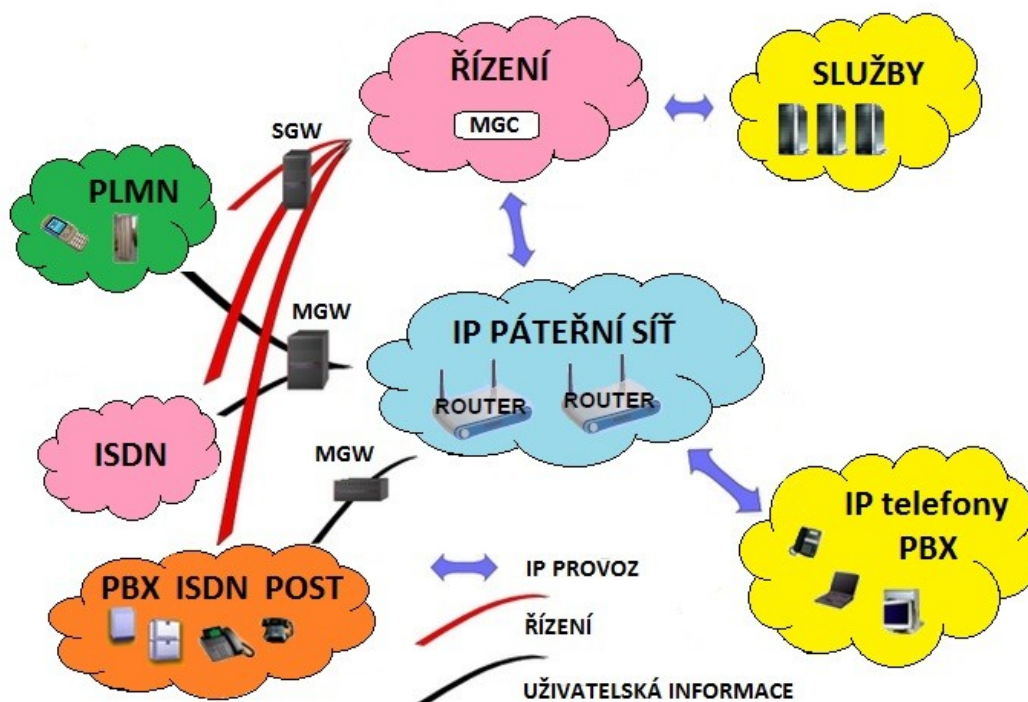 ŘÍZENÍ
MGC
SLUŽBY
SGW
PLMN
MGW
IP PÁTEŘNÍ SÍŤ
ROUTER
ROUTER
ISDN
MGW
IP telefony
PBX
PBX ISDN POST
IP PROVOZ
ŘÍZENÍ
UŽIVATELSKÁ INFORMACE